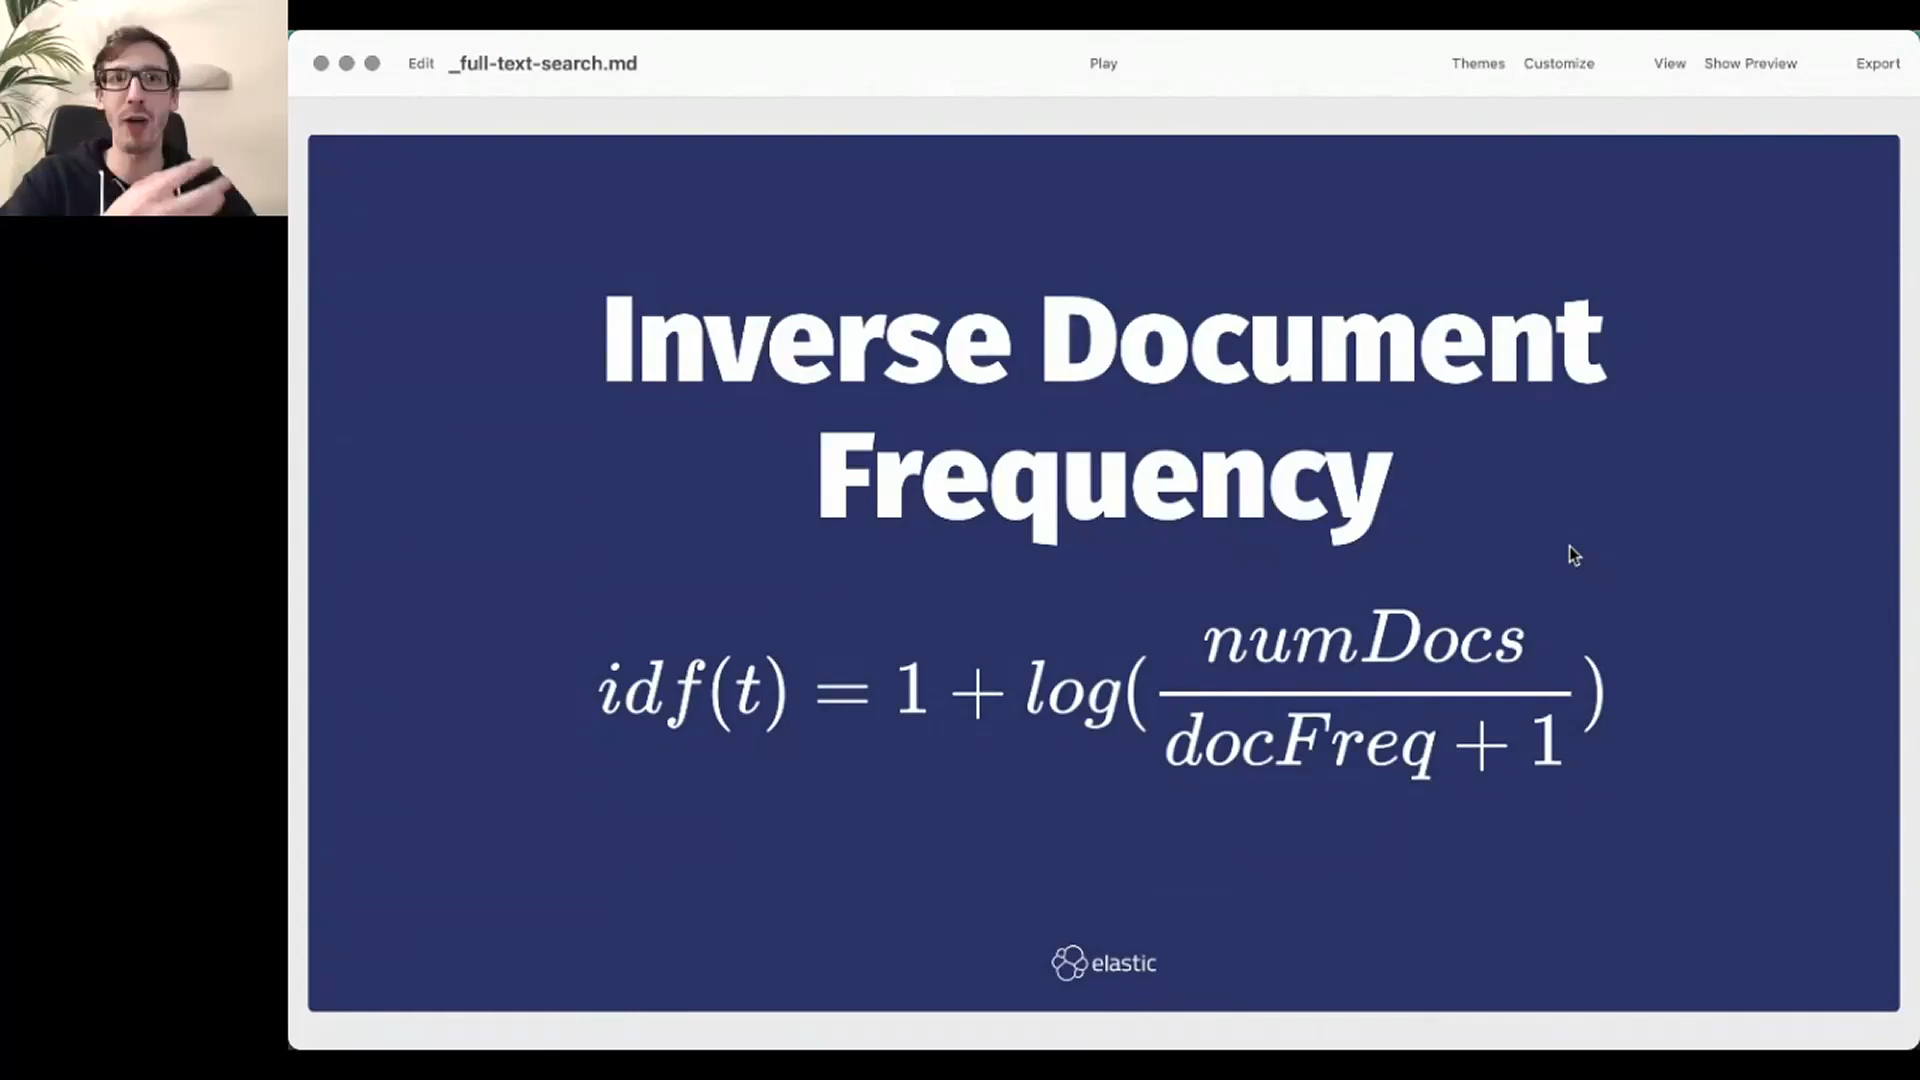 Edit _full-text-search.md Play Themes Customize View Show Preview Export
Inverse Document
Frequency
idf(t) = 1 + log(numDocs / docFreq + 1)
elastic